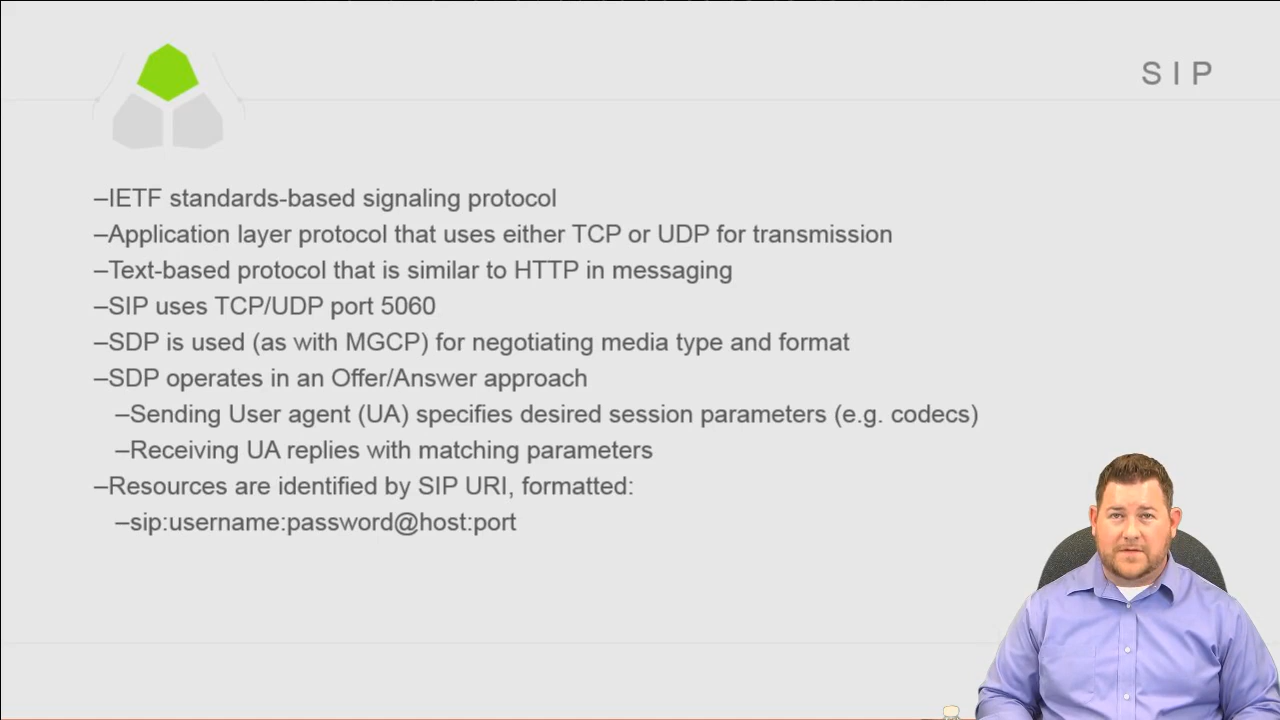 SIP
–IETF standards-based signaling protocol
–Application layer protocol that uses either TCP or UDP for transmission
–Text-based protocol that is similar to HTTP in messaging
–SIP uses TCP/UDP port 5060
–SDP is used (as with MGCP) for negotiating media type and format
–SDP operates in an Offer/Answer approach
–Sending User agent (UA) specifies desired session parameters (e.g. codecs)
–Receiving UA replies with matching parameters
–Resources are identified by SIP URI, formatted:
–sip:username:password@host:port